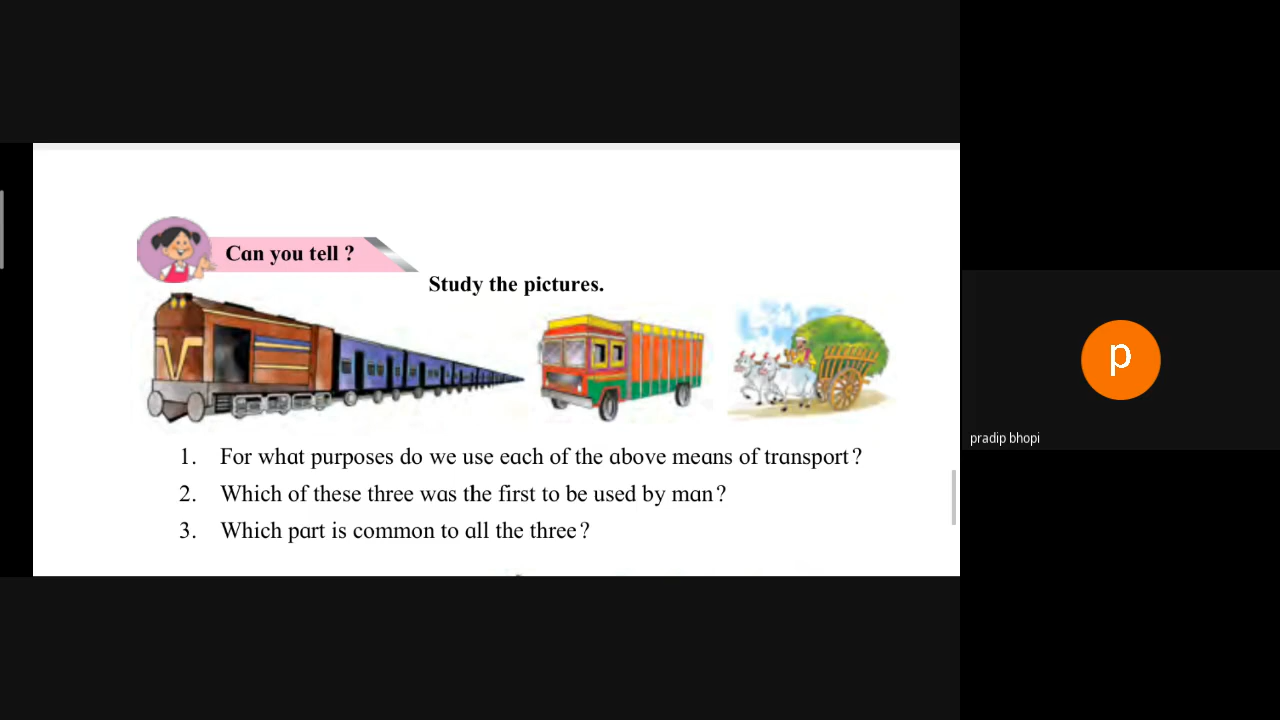 Can you tell ?
Study the pictures.
1. For what purposes do we use each of the above means of transport ?
2. Which of these three was the first to be used by man ?
3. Which part is common to all the three ?
p
pradip bhopi